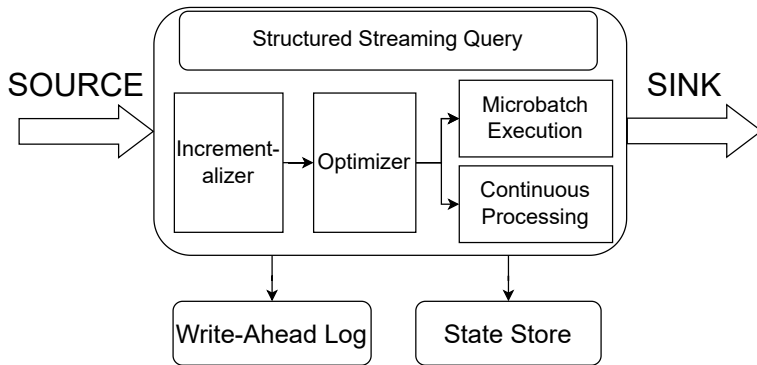 Structured Streaming Query
SOURCE
Increment-
alizer
Optimizer
Microbatch
Execution
Continuous
Processing
SINK
Write-Ahead Log
State Store